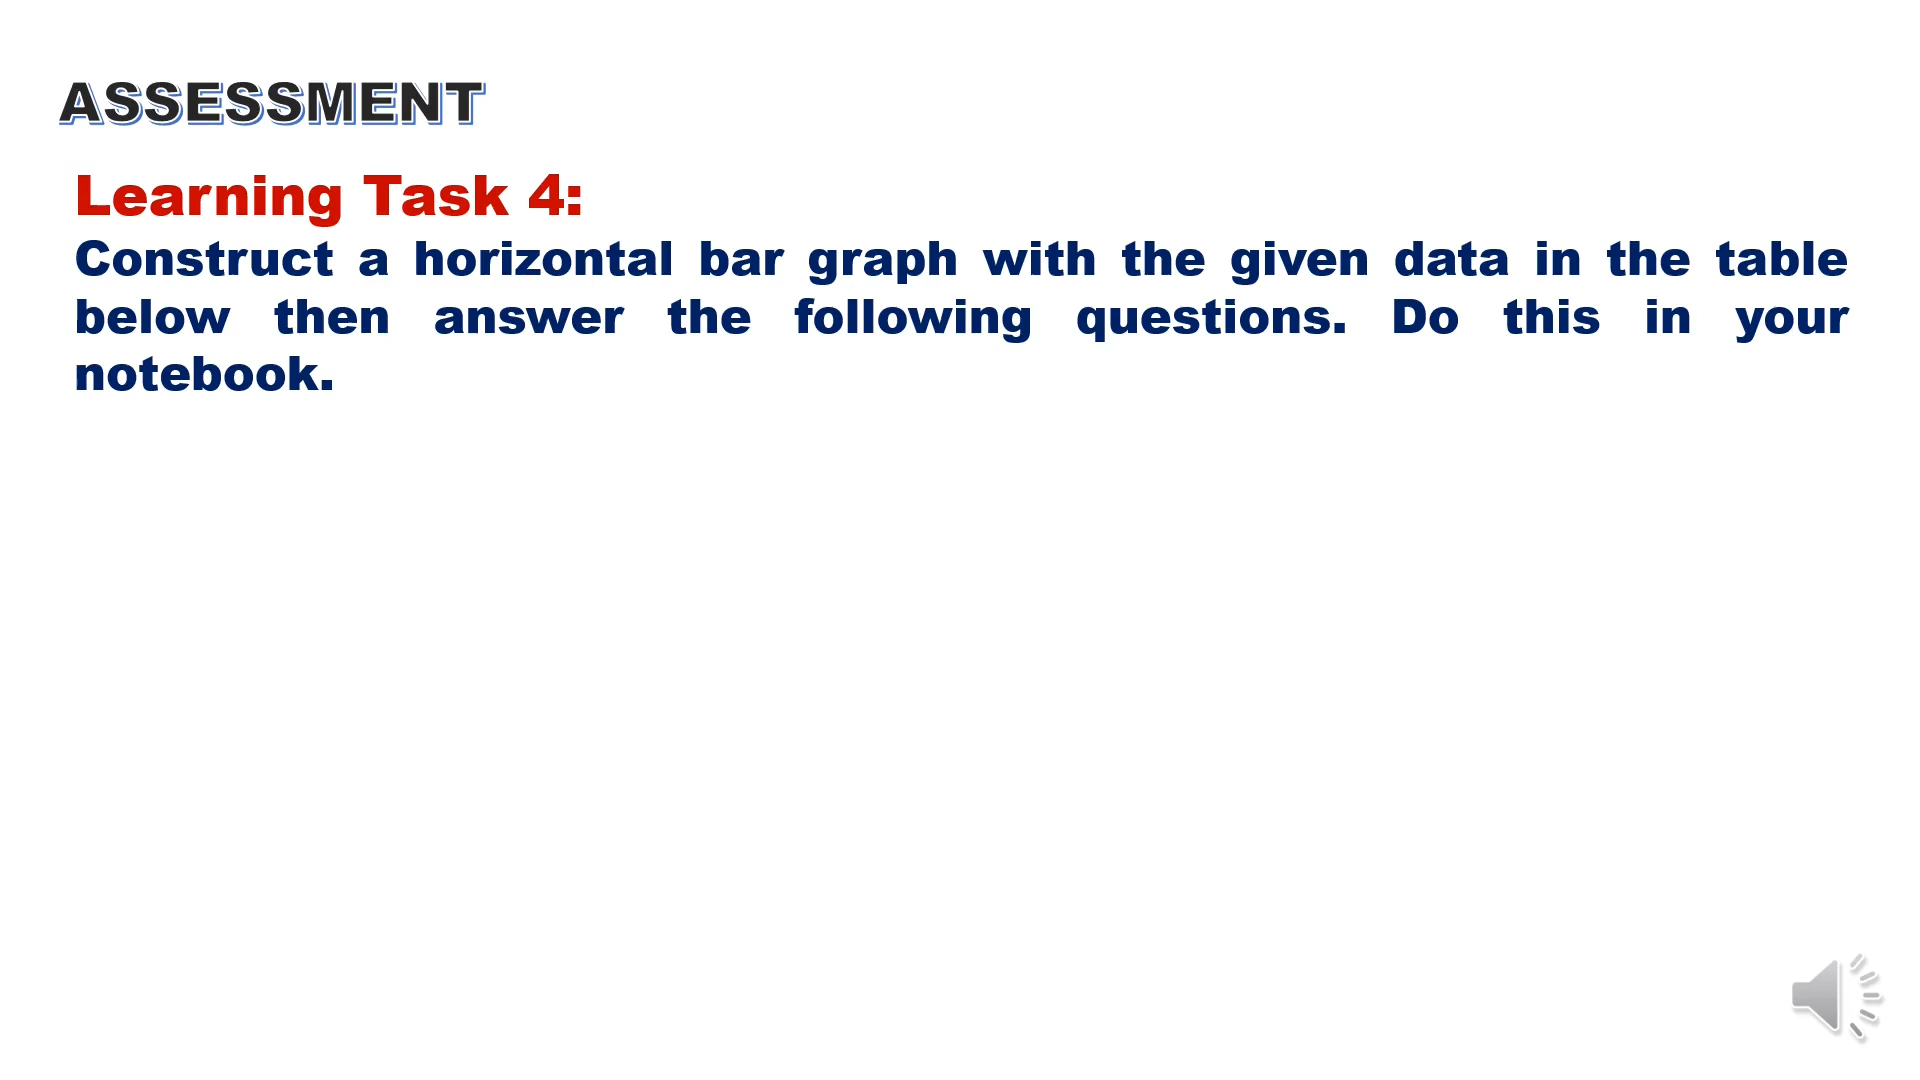 ASSESSMENT
Learning Task 4:
Construct a horizontal bar graph with the given data in the table
below then answer the following questions. Do this in your
notebook.